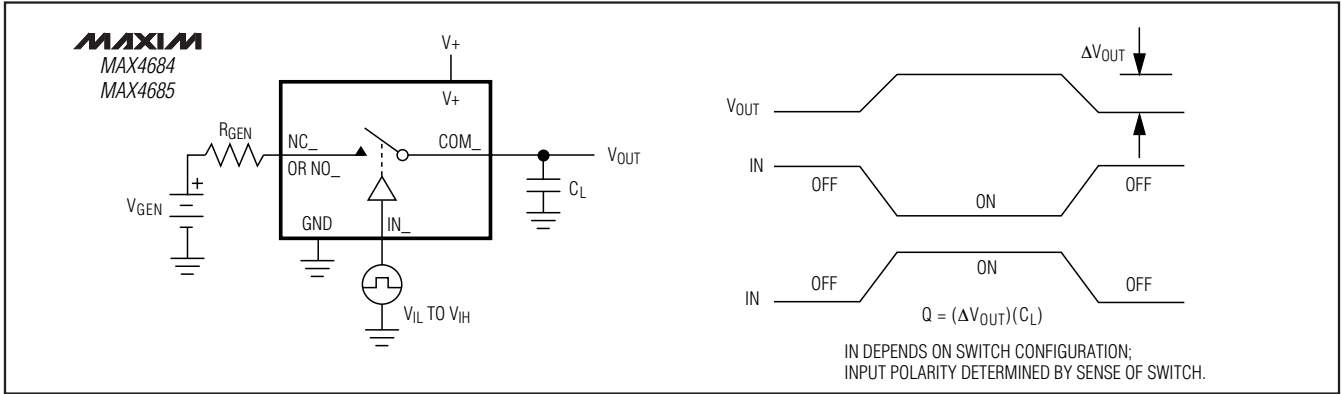 MAXIM
MAX4684
MAX4685
V+
V+
RGEN
NC_
OR NO_
COM_
VOUT
CL
VGEN
+
GND
IN_
VIL TO VIH
ΔVOUT
VOUT
IN
OFF
ON
OFF
IN
OFF
ON
OFF
Q = (ΔVOUT)(CL)
IN DEPENDS ON SWITCH CONFIGURATION;
INPUT POLARITY DETERMINED BY SENSE OF SWITCH.